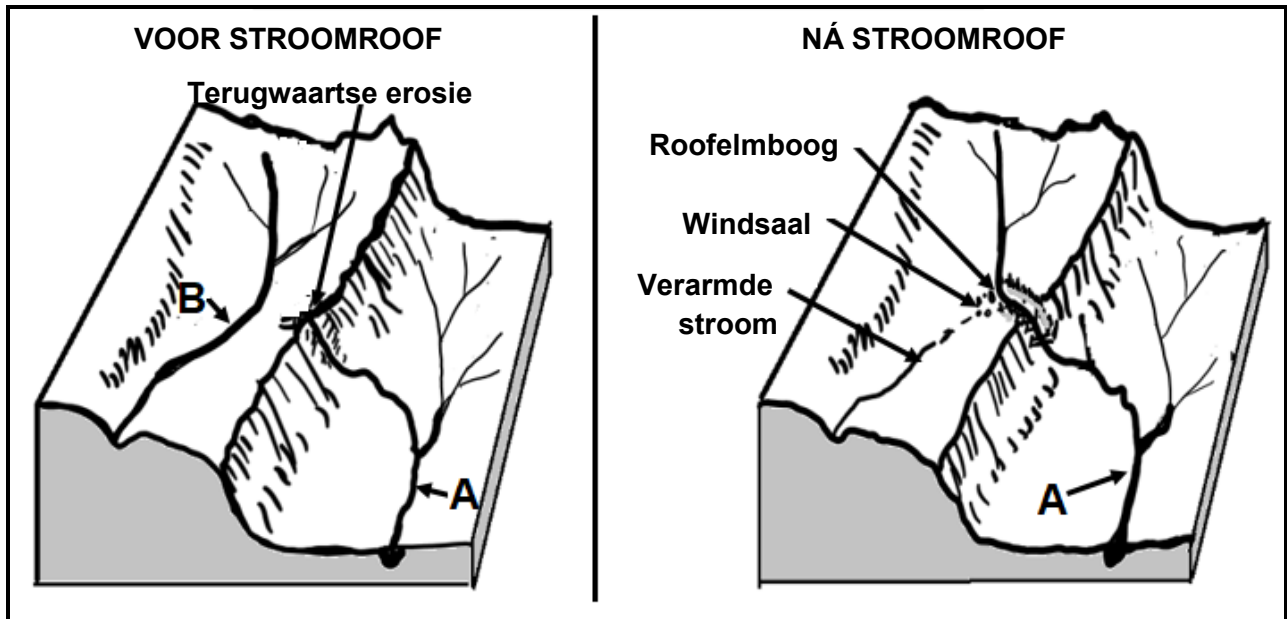 VOOR STROOMROOF
Terugwaartse erosie
B
A
NÁ STROOMROOF
Roofelmboog
Windsaal
Verarmde
stroom
A